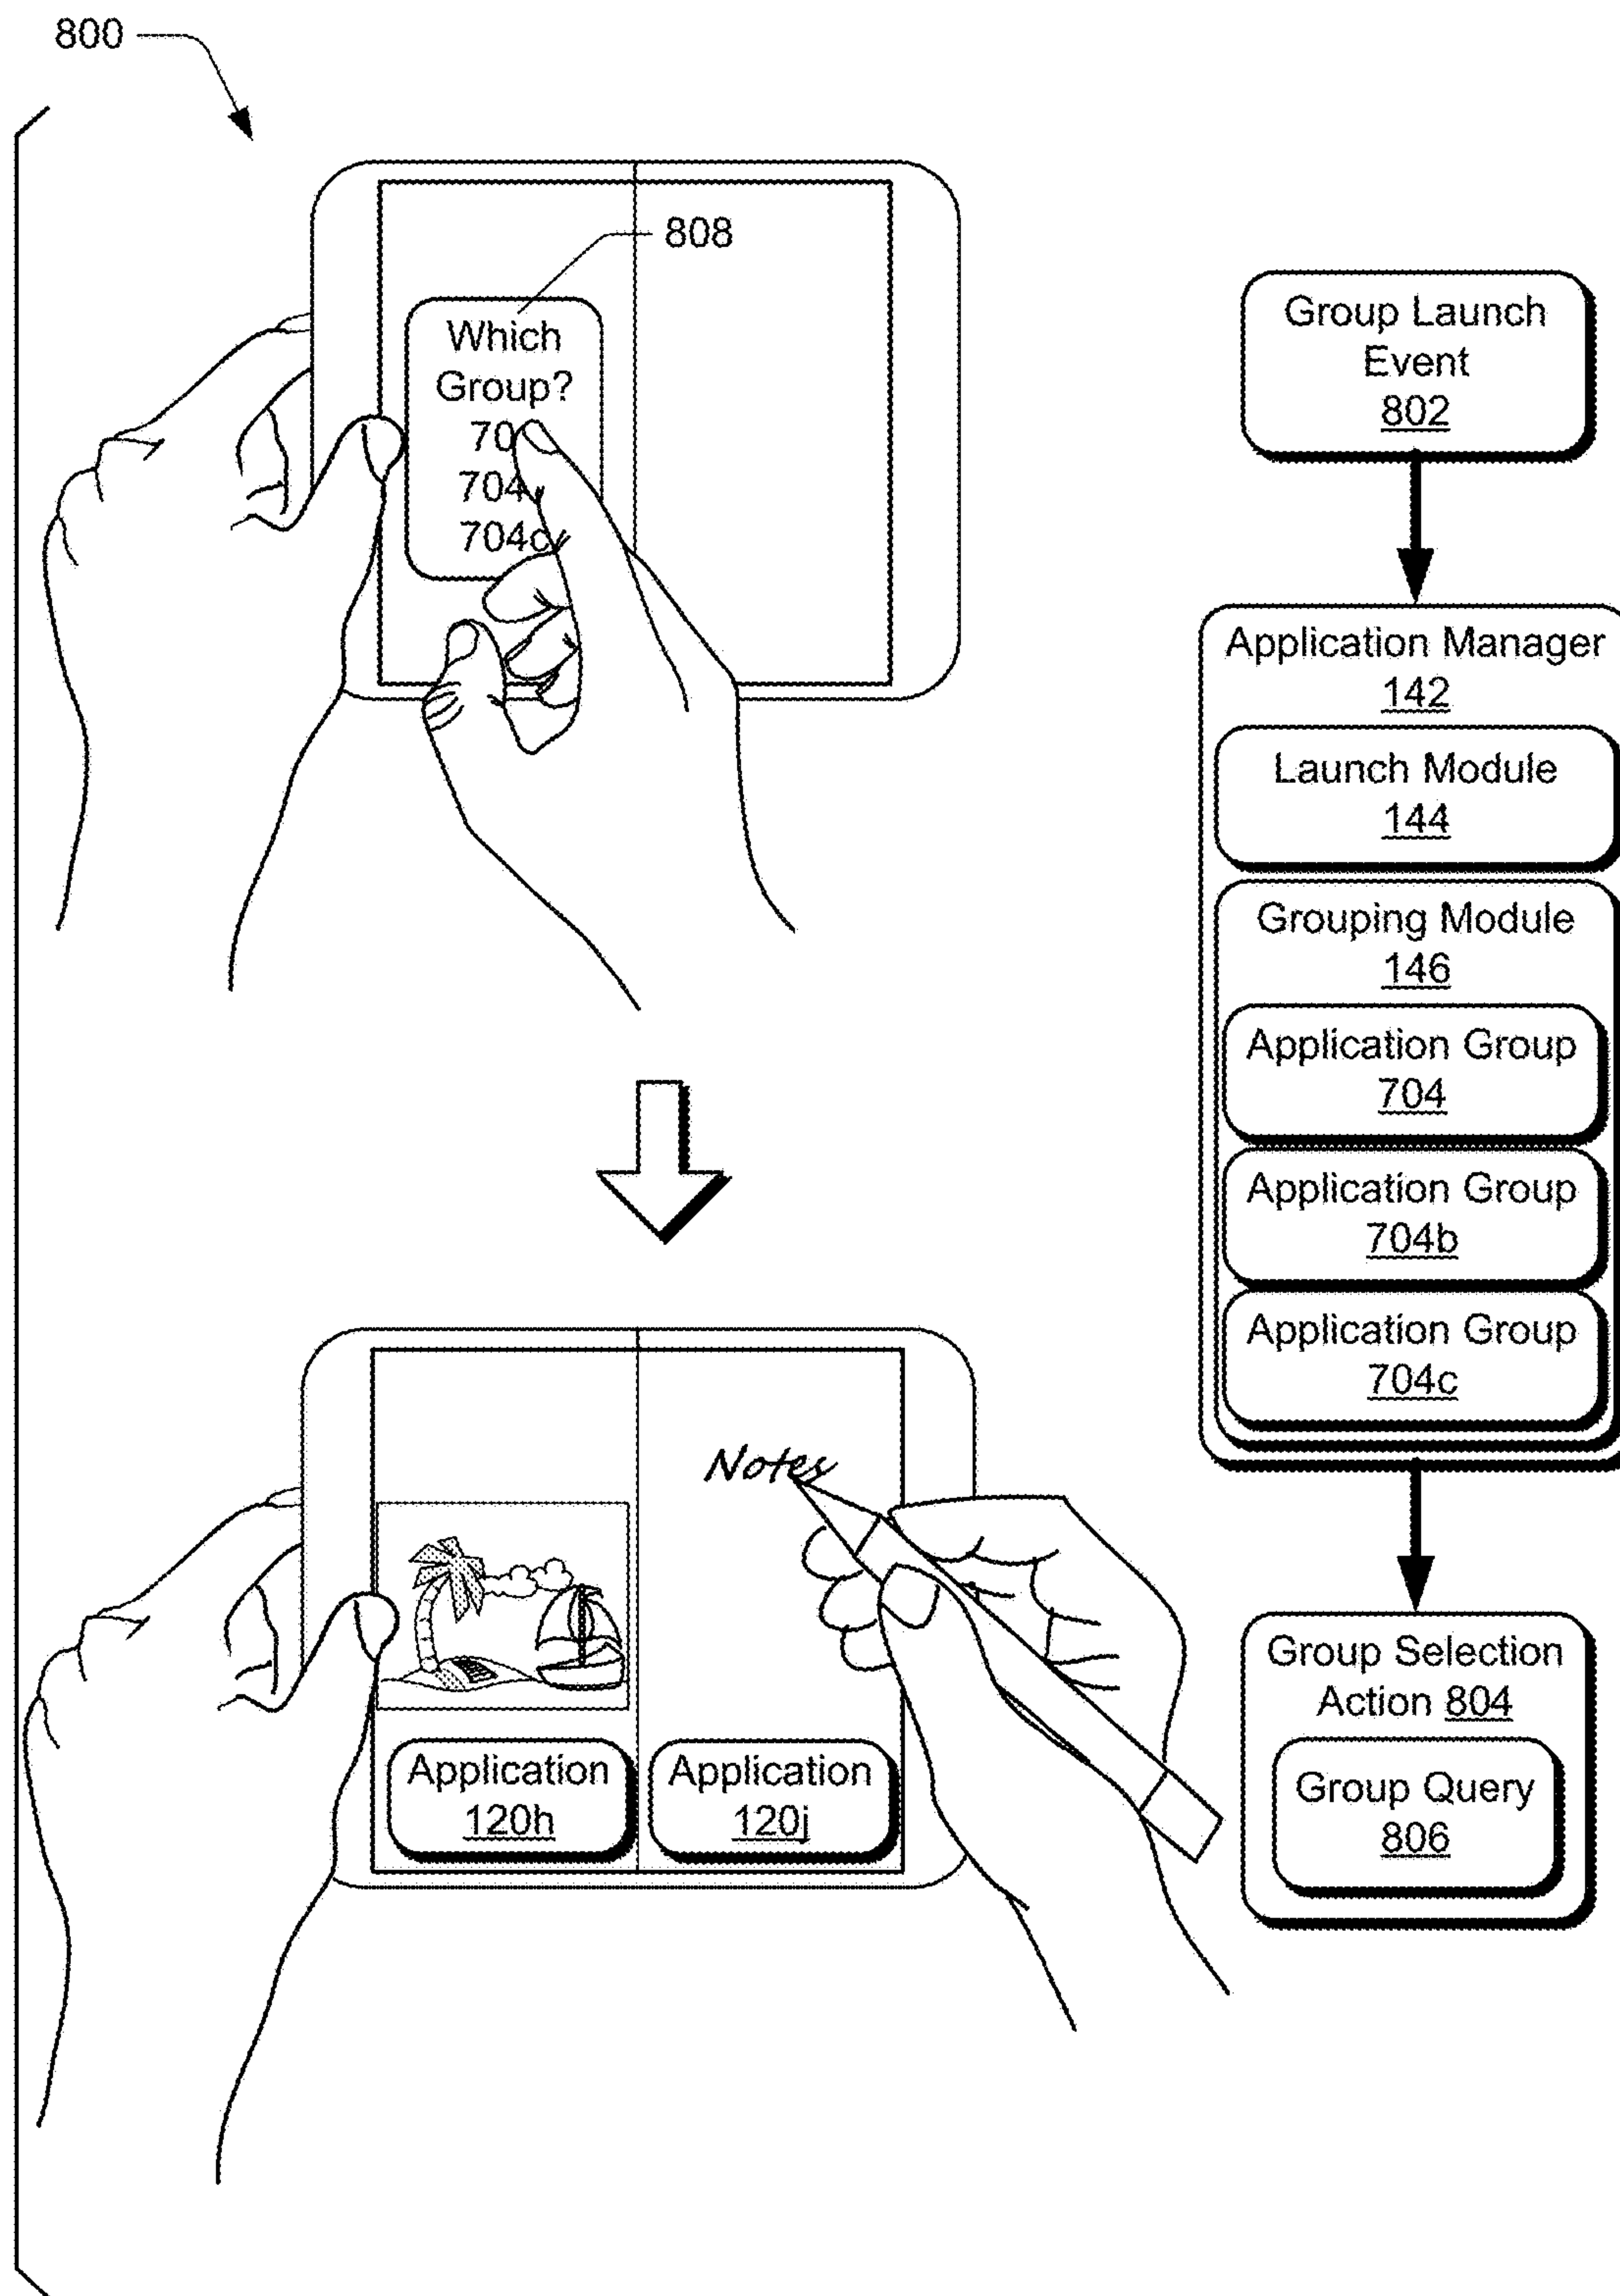 800
808
Which
Group?
70
704
704c
Group Launch
Event
802
Application Manager
142
Launch Module
144
Grouping Module
146
Application Group
704
Application Group
704b
Application Group
704c
Notes
Application
120h
Application
120j
Group Selection
Action 804
Group Query
806